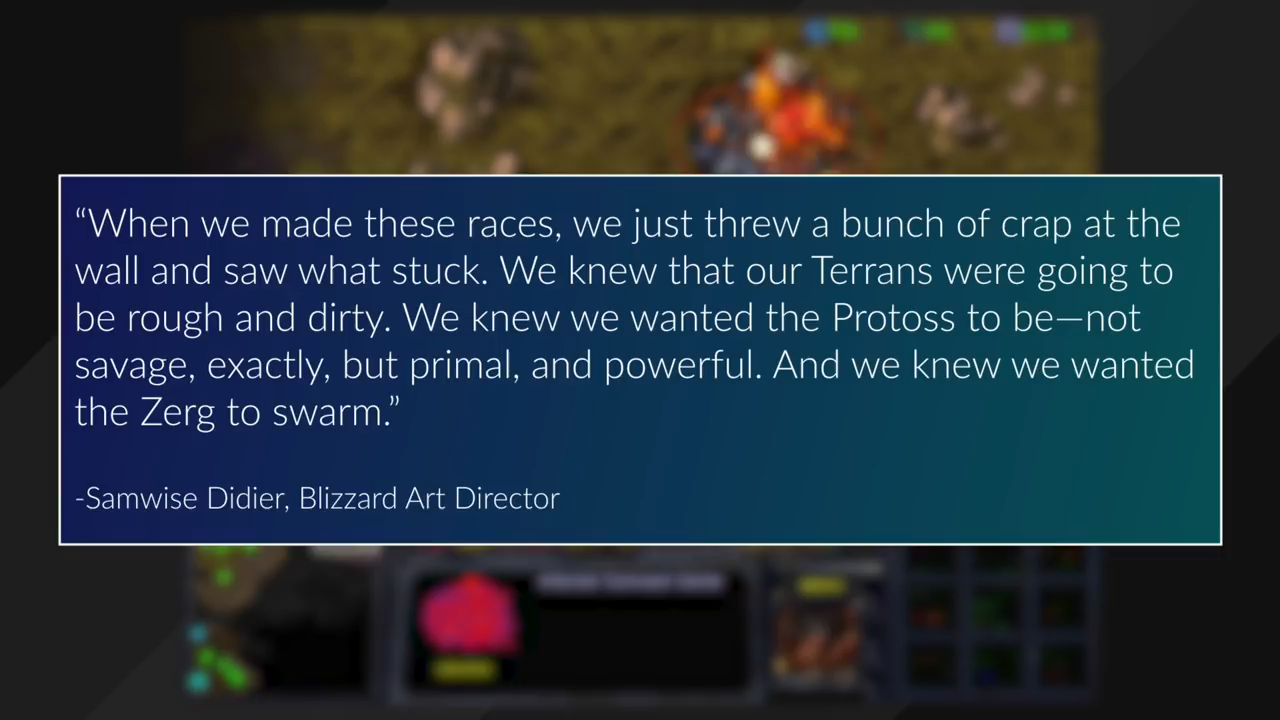 “When we made these races, we just threw a bunch of crap at the
wall and saw what stuck. We knew that our Terrans were going to
be rough and dirty. We knew we wanted the Protoss to be—not
savage, exactly, but primal, and powerful. And we knew we wanted
the Zerg to swarm.”
-Samwise Didier, Blizzard Art Director